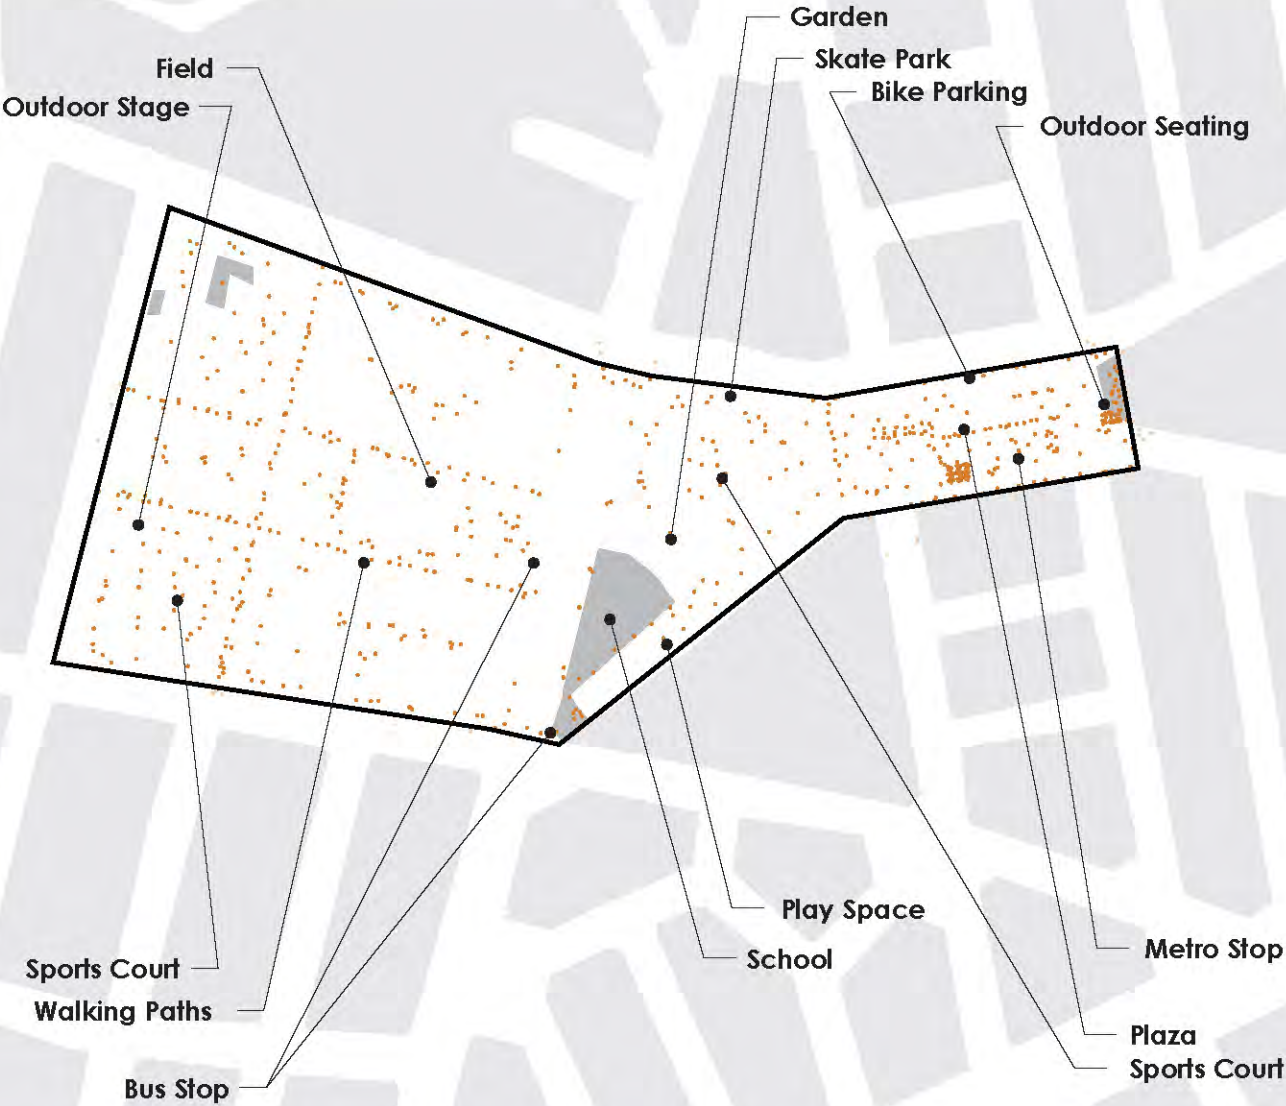 Garden
Skate Park
Field
Bike Parking
Outdoor Stage
Outdoor Seating
Play Space
Metro Stop
School
Sports Court
Walking Paths
Plaza
Sports Court
Bus Stop